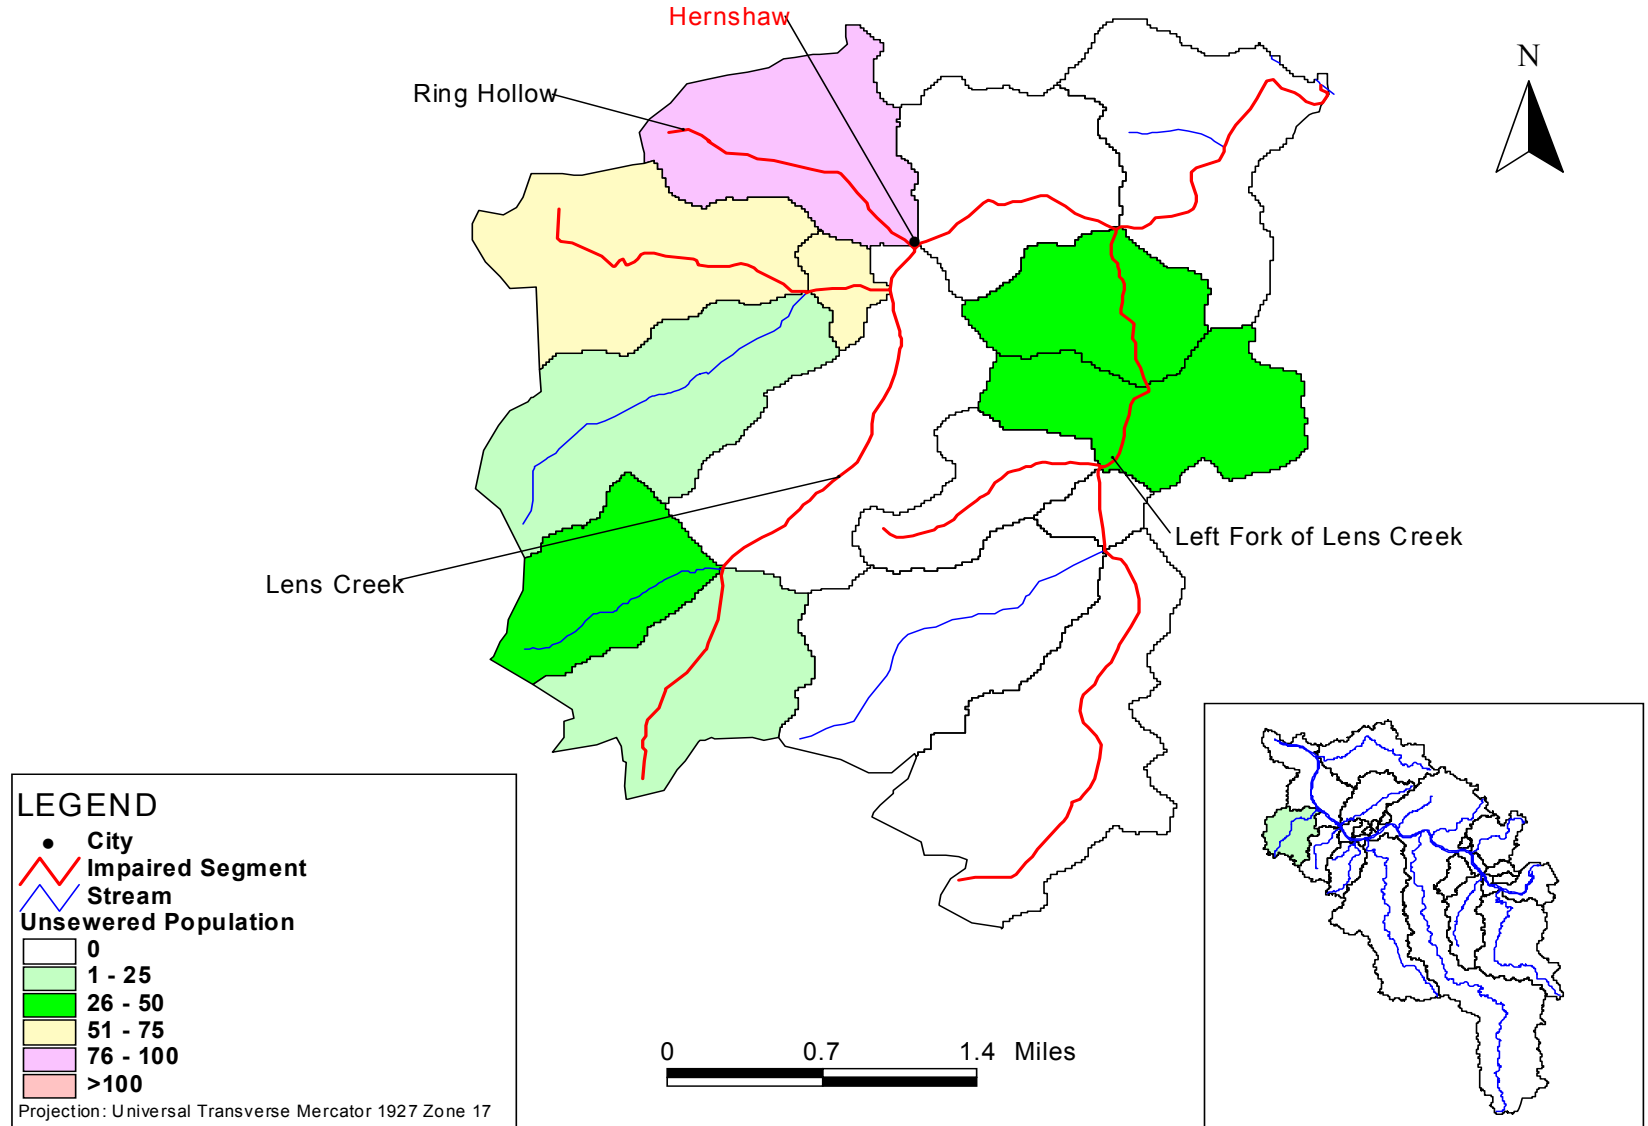 Hernshaw
Ring Hollow
N
Left Fork of Lens Creek
Lens Creek
LEGEND
City
Impaired Segment
Stream
Unsewered Population
0
1 - 25
26 - 50
51 - 75
76 - 100
>100
Projection: Universal Transverse Mercator 1927 Zone 17
0 0.7 1.4 Miles